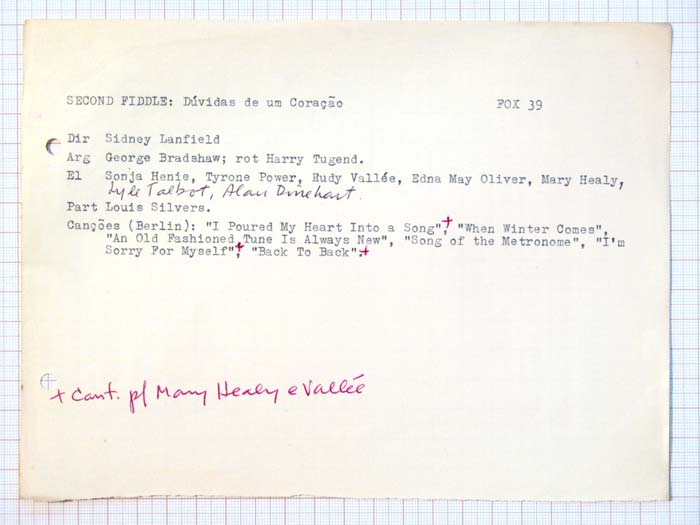 SECOND FIDDLE: Dúvidas de um Coração FOX 39
Dir Sidney Lanfield
Arg George Bradshaw; rot Harry Tugend.
El Sonja Henie, Tyrone Power, Rudy Vallée, Edna May Oliver, Mary Healy,
Lyle Talbot, Alan Dinehart.
Part Louis Silvers.
Canções (Berlin): "I Poured My Heart Into a Song",+ "When Winter Comes",
"An Old Fashioned Tune Is Always New", "Song of the Metronome", "I'm
Sorry For Myself",+ "Back To Back".+
+ Cant. p/ Mary Healy e Vallée